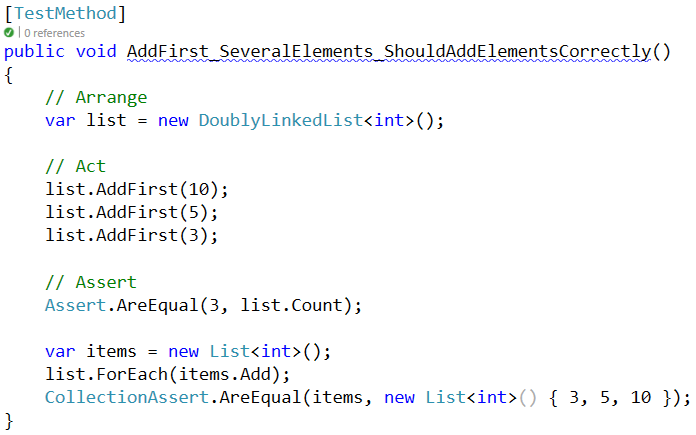 [TestMethod]
| 0 references
public void AddFirst_SeveralElements_ShouldAddElementsCorrectly()
{
    // Arrange
    var list = new DoublyLinkedList<int>();

    // Act
    list.AddFirst(10);
    list.AddFirst(5);
    list.AddFirst(3);

    // Assert
    Assert.AreEqual(3, list.Count);

    var items = new List<int>();
    list.ForEach(items.Add);
    CollectionAssert.AreEqual(items, new List<int>() { 3, 5, 10 });
}